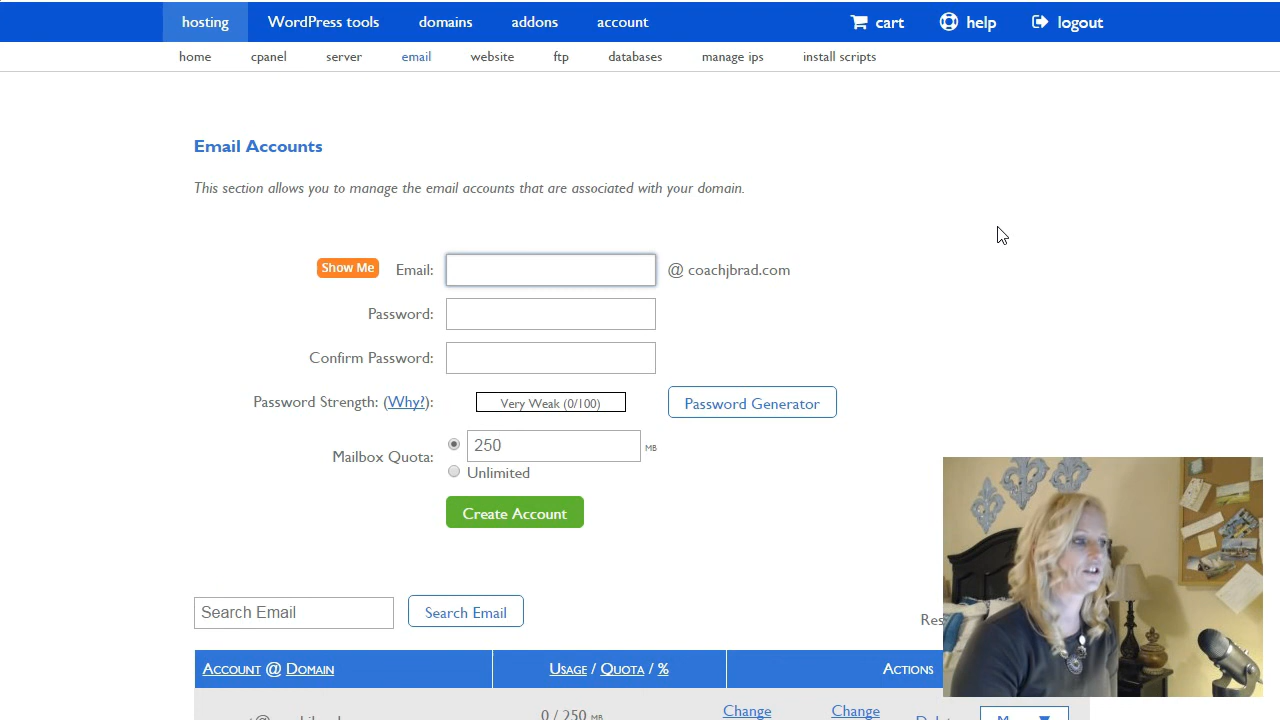 hosting WordPress tools domains addons account cart help logout
home cpanel server email website ftp databases manage ips install scripts
Email Accounts
This section allows you to manage the email accounts that are associated with your domain.
Show Me Email: @ coachjbrad.com
Password:
Confirm Password:
Password Strength: (Why?): Very Weak (0/100) Password Generator
Mailbox Quota: 250 MB
Unlimited
Create Account
Search Email Search Email
Account @ Domain Usage / Quota / % Actions
0 / 250 MB Change Change